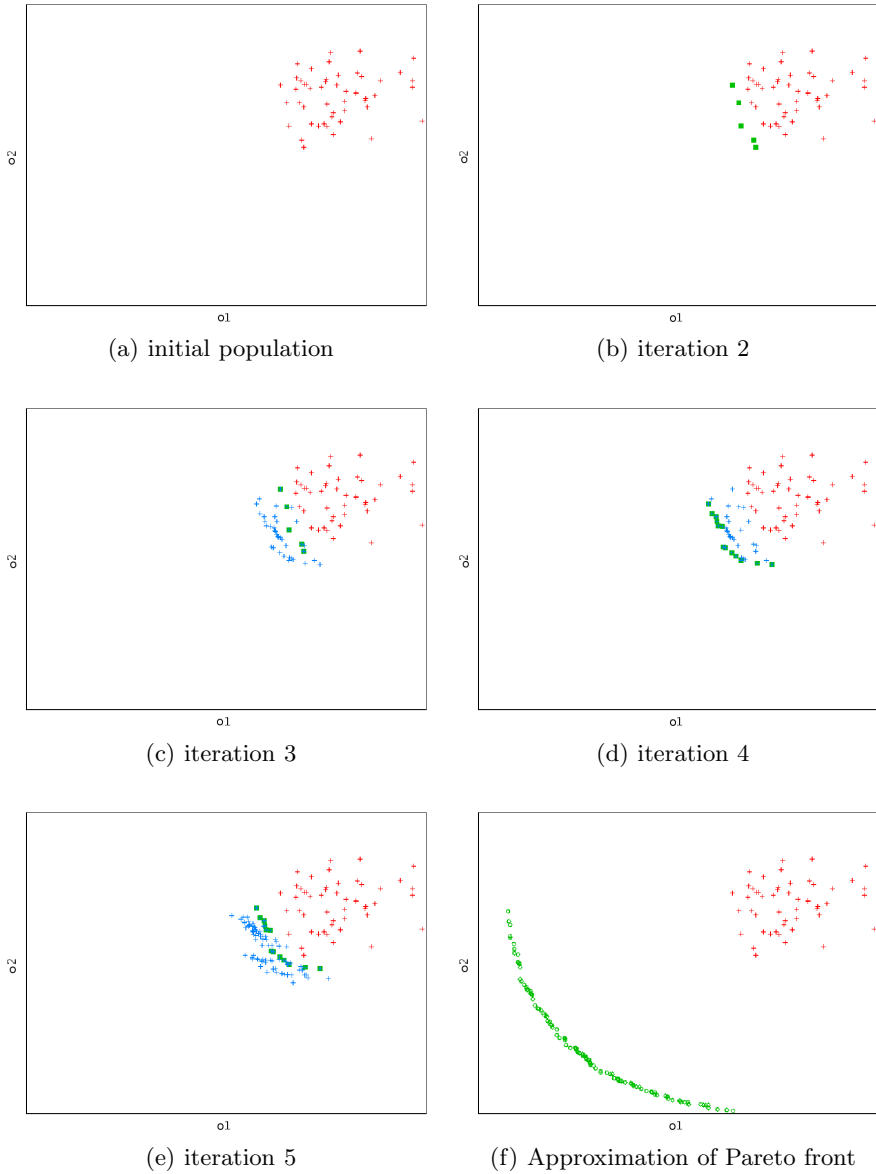 o2
o2
o1
o1
(a) initial population
(b) iteration 2
o2
o2
o1
o1
(c) iteration 3
(d) iteration 4
o2
o2
o1
o1
(e) iteration 5
(f) Approximation of Pareto front